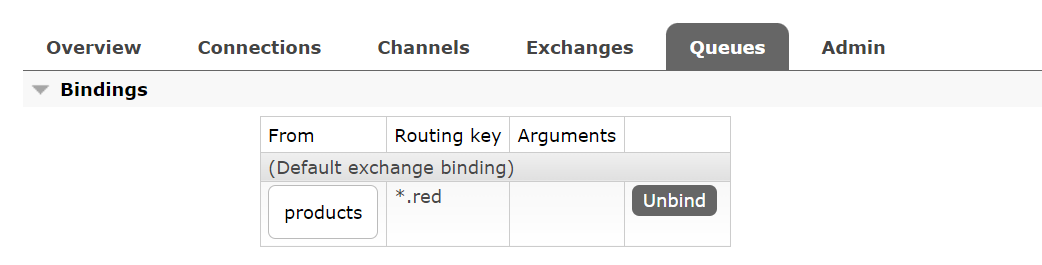 Overview Connections Channels Exchanges Queues Admin
Bindings
From Routing key Arguments
(Default exchange binding)
products *.red Unbind